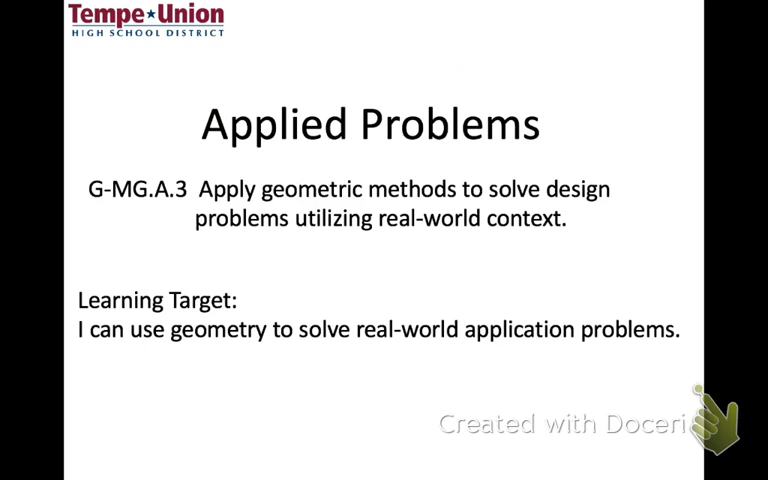 Tempe★Union
HIGH SCHOOL DISTRICT
Applied Problems
G-MG.A.3 Apply geometric methods to solve design
problems utilizing real-world context.
Learning Target:
I can use geometry to solve real-world application problems.
Created with Doceri